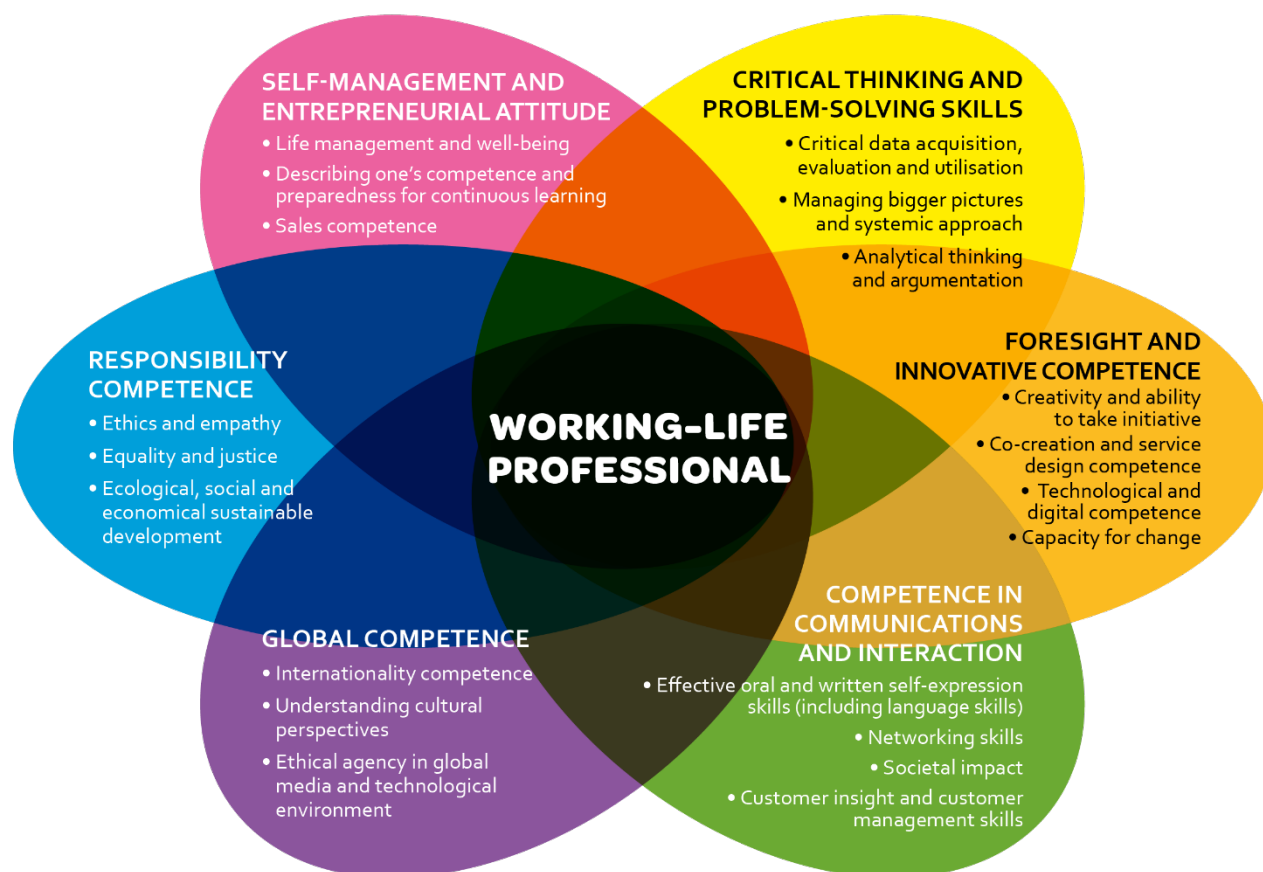 SELF-MANAGEMENT AND
ENTREPRENEURIAL ATTITUDE
• Life management and well-being
• Describing one's competence and
preparedness for continuous learning
• Sales competence
CRITICAL THINKING AND
PROBLEM-SOLVING SKILLS
• Critical data acquisition,
evaluation and utilisation
• Managing bigger pictures
and systemic approach
• Analytical thinking
and argumentation
RESPONSIBILITY
COMPETENCE
• Ethics and empathy
• Equality and justice
• Ecological, social and
economical sustainable
development
WORKING-LIFE
PROFESSIONAL
FORESIGHT AND
INNOVATIVE COMPETENCE
• Creativity and ability
to take initiative
• Co-creation and service
design competence
• Technological and
digital competence
• Capacity for change
GLOBAL COMPETENCE
• Internationality competence
• Understanding cultural
perspectives
• Ethical agency in global
media and technological
environment
COMPETENCE IN
COMMUNICATIONS
AND INTERACTION
• Effective oral and written self-expression
skills (including language skills)
• Networking skills
• Societal impact
• Customer insight and customer
management skills